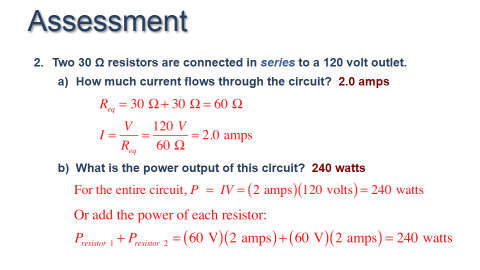 Assessment
2. Two 30 Ω resistors are connected in series to a 120 volt outlet.
a) How much current flows through the circuit? 2.0 amps
R_eq = 30 Ω + 30 Ω = 60 Ω
I = V / R_eq = 120 V / 60 Ω = 2.0 amps
b) What is the power output of this circuit? 240 watts
For the entire circuit, P = IV = (2 amps)(120 volts) = 240 watts
Or add the power of each resistor:
P_resistor 1 + P_resistor 2 = (60 V)(2 amps) + (60 V)(2 amps) = 240 watts